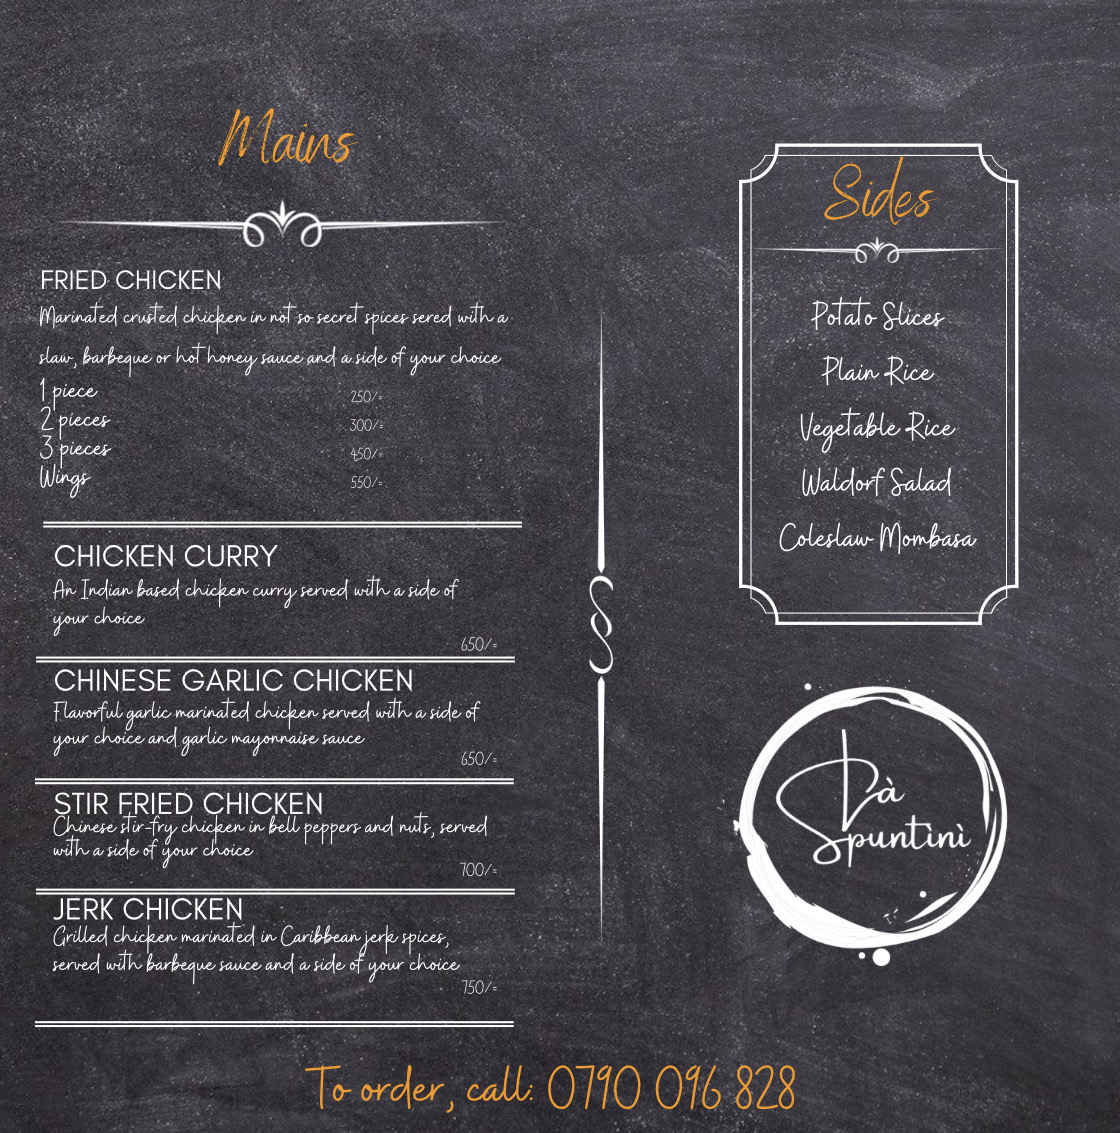 Mains
FRIED CHICKEN
Marinated crusted chicken in not so secret spices sered with a
slaw, barbeque or hot honey sauce and a side of your choice
1 piece 250/=
2 pieces 300/=
3 pieces 450/=
Wings 550/=
CHICKEN CURRY
An Indian based chicken curry served with a side of
your choice
650/=
CHINESE GARLIC CHICKEN
Flavorful garlic marinated chicken served with a side of
your choice and garlic mayonnaise sauce
650/=
STIR FRIED CHICKEN
Chinese stir-fry chicken in bell peppers and nuts, served
with a side of your choice
700/=
JERK CHICKEN
Grilled chicken marinated in Caribbean jerk spices,
served with barbeque sauce and a side of your choice
750/=
Sides
Potato Slices
Plain Rice
Vegetable Rice
Waldorf Salad
Coleslaw Mombasa
Dà
Spuntinì
To order, call: 0790 096 828